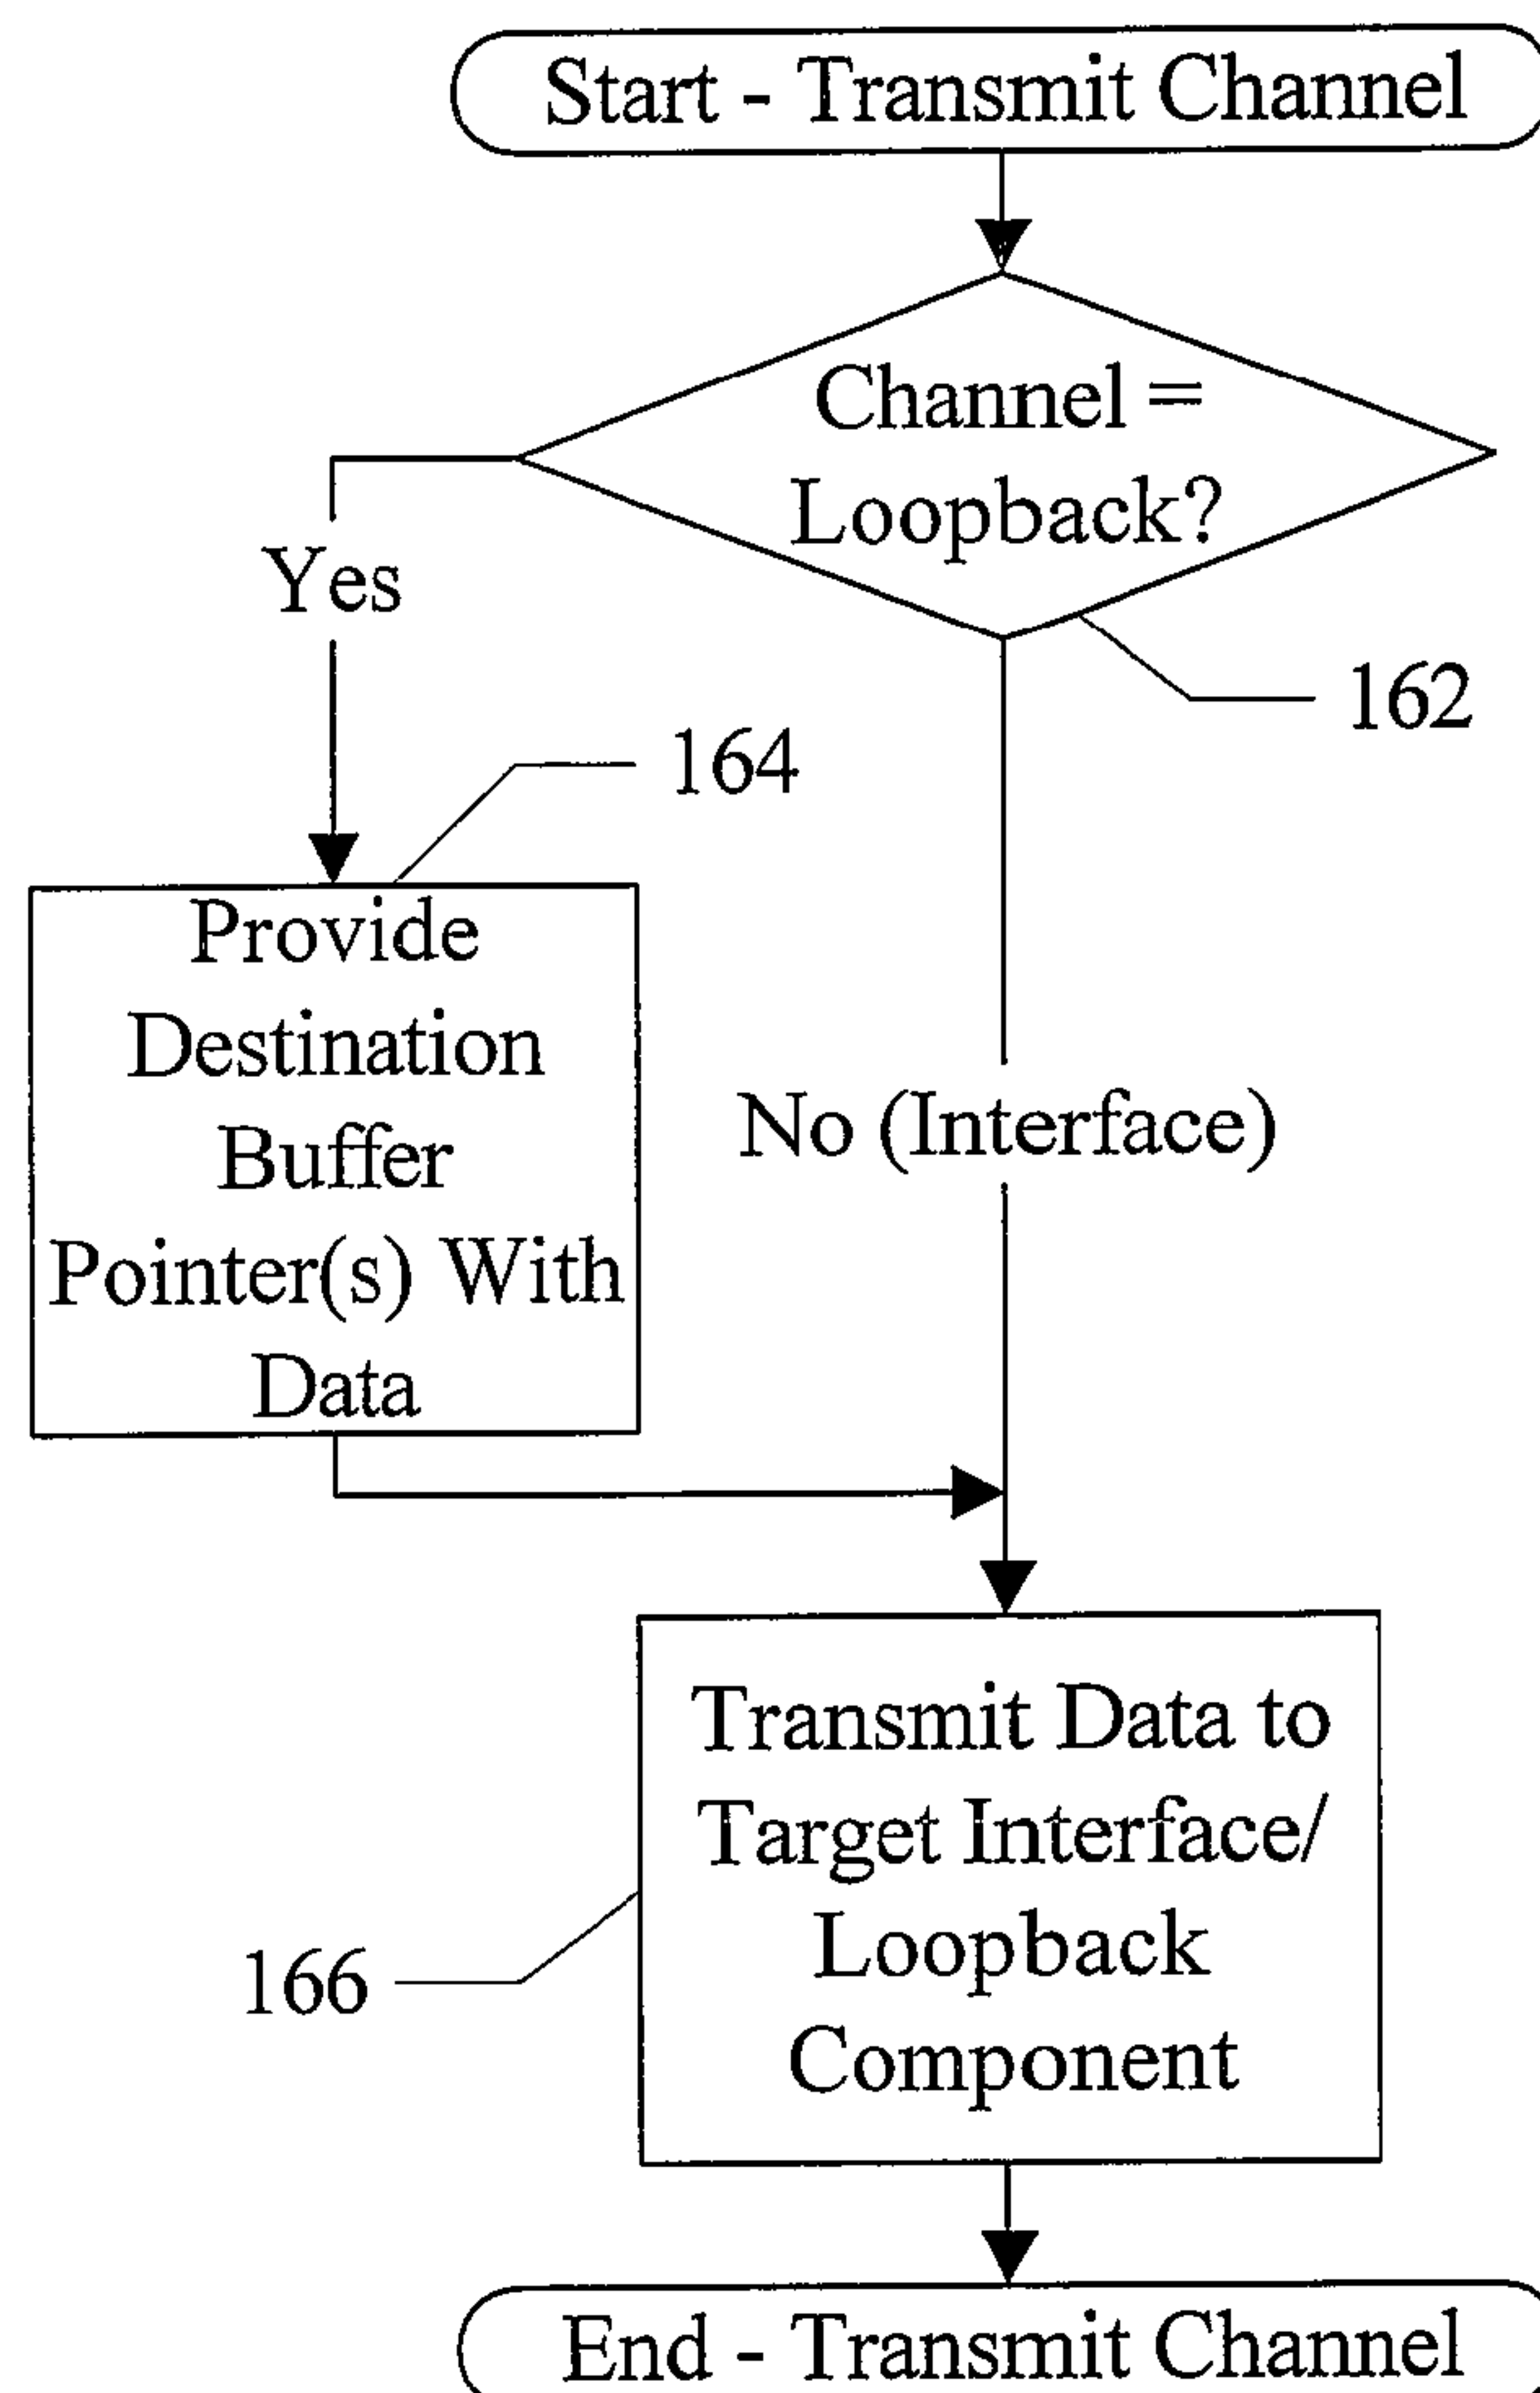 Start - Transmit Channel
Channel =
Loopback?
Yes
162
164
Provide
Destination
Buffer
Pointer(s) With
Data
No (Interface)
Transmit Data to
Target Interface/
Loopback
Component
166
End - Transmit Channel